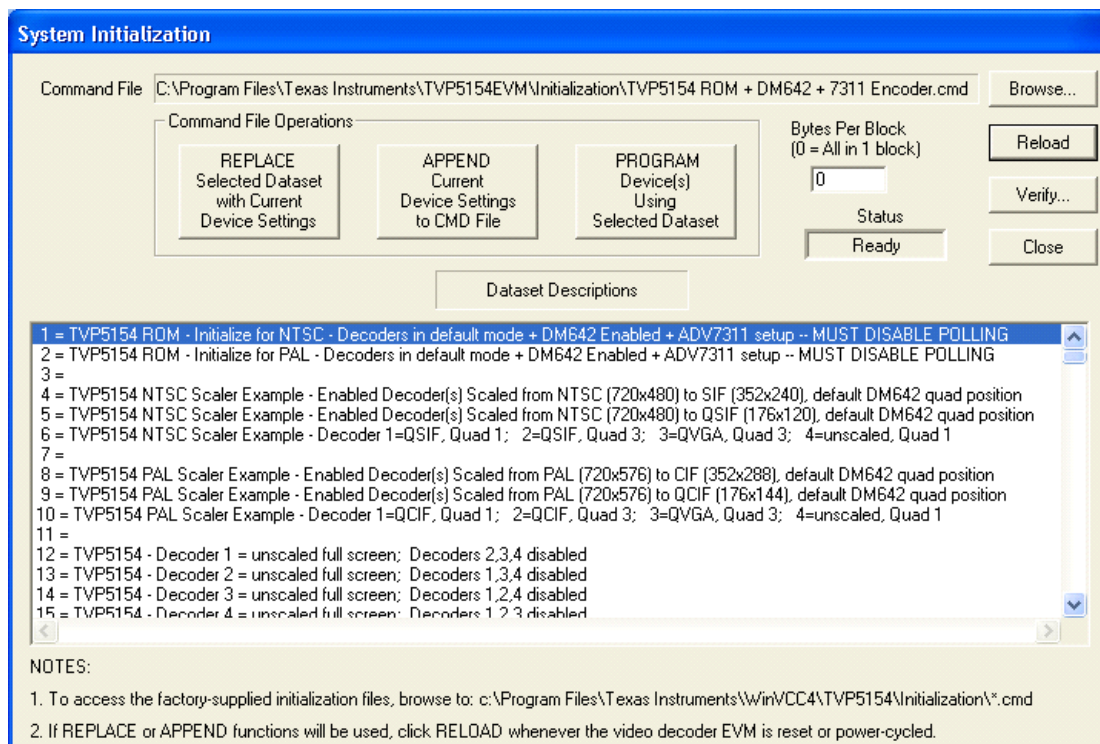 System Initialization
Command File C:\Program Files\Texas Instruments\TVP5154EVM\Initialization\TVP5154 ROM + DM642 + 7311 Encoder.cmd Browse...
Command File Operations
REPLACE
Selected Dataset
with Current
Device Settings
APPEND
Current
Device Settings
to CMD File
PROGRAM
Device(s)
Using
Selected Dataset
Bytes Per Block
(0 = All in 1 block)
0
Status
Ready
Reload
Verify...
Close
Dataset Descriptions
1 = TVP5154 ROM - Initialize for NTSC - Decoders in default mode + DM642 Enabled + ADV7311 setup -- MUST DISABLE POLLING
2 = TVP5154 ROM - Initialize for PAL - Decoders in default mode + DM642 Enabled + ADV7311 setup -- MUST DISABLE POLLING
3 =
4 = TVP5154 NTSC Scaler Example - Enabled Decoder(s) Scaled from NTSC (720x480) to SIF (352x240), default DM642 quad position
5 = TVP5154 NTSC Scaler Example - Enabled Decoder(s) Scaled from NTSC (720x480) to QSIF (176x120), default DM642 quad position
6 = TVP5154 NTSC Scaler Example - Decoder 1=QSIF, Quad 1; 2=QSIF, Quad 3; 3=QVGA, Quad 3; 4=unscaled, Quad 1
7 =
8 = TVP5154 PAL Scaler Example - Enabled Decoder(s) Scaled from PAL (720x576) to CIF (352x288), default DM642 quad position
9 = TVP5154 PAL Scaler Example - Enabled Decoder(s) Scaled from PAL (720x576) to QCIF (176x144), default DM642 quad position
10 = TVP5154 PAL Scaler Example - Decoder 1=QCIF, Quad 1; 2=QCIF, Quad 3; 3=QVGA, Quad 3; 4=unscaled, Quad 1
11 =
12 = TVP5154 - Decoder 1 = unscaled full screen; Decoders 2,3,4 disabled
13 = TVP5154 - Decoder 2 = unscaled full screen; Decoders 1,3,4 disabled
14 = TVP5154 - Decoder 3 = unscaled full screen; Decoders 1,2,4 disabled
15 = TVP5154 - Decoder 4 = unscaled full screen; Decoders 1,2,3 disabled
NOTES:
1. To access the factory-supplied initialization files, browse to: c:\Program Files\Texas Instruments\WinVCC4\TVP5154\Initialization\*.cmd
2. If REPLACE or APPEND functions will be used, click RELOAD whenever the video decoder EVM is reset or power-cycled.